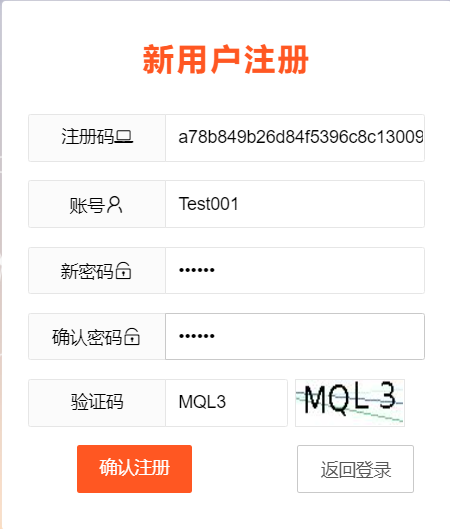 新用户注册
注册码 a78b849b26d84f5396c8c13009
账号 Test001
新密码 ••••••
确认密码 ••••••
验证码 MQL3 MQL3
确认注册 返回登录